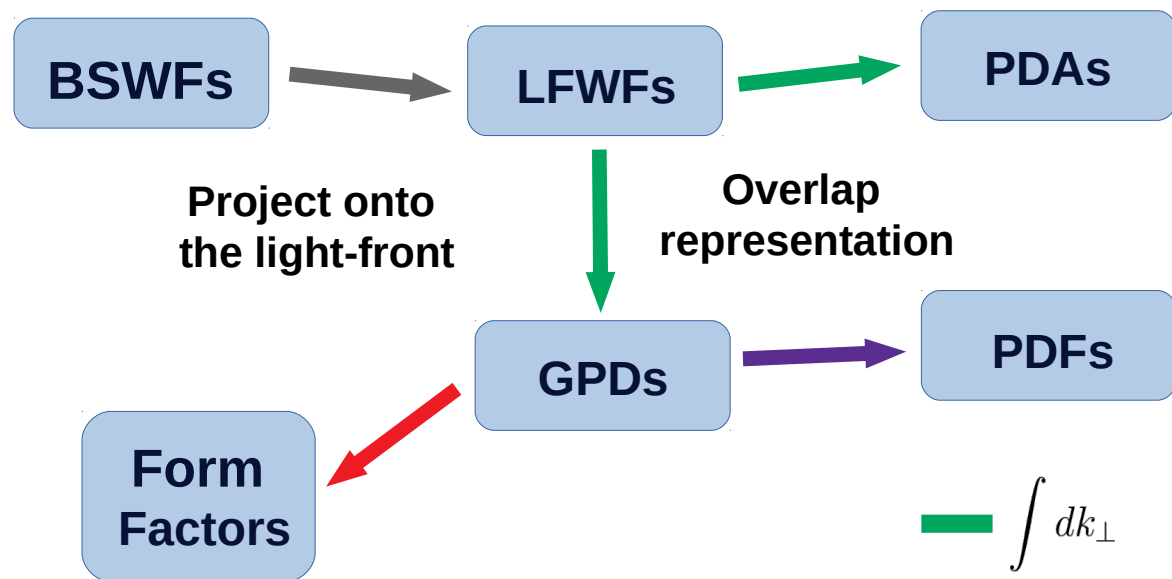 BSWFs
LFWFs
PDAs
Project onto
the light-front
Overlap
representation
GPDs
PDFs
Form
Factors
∫ dk⊥